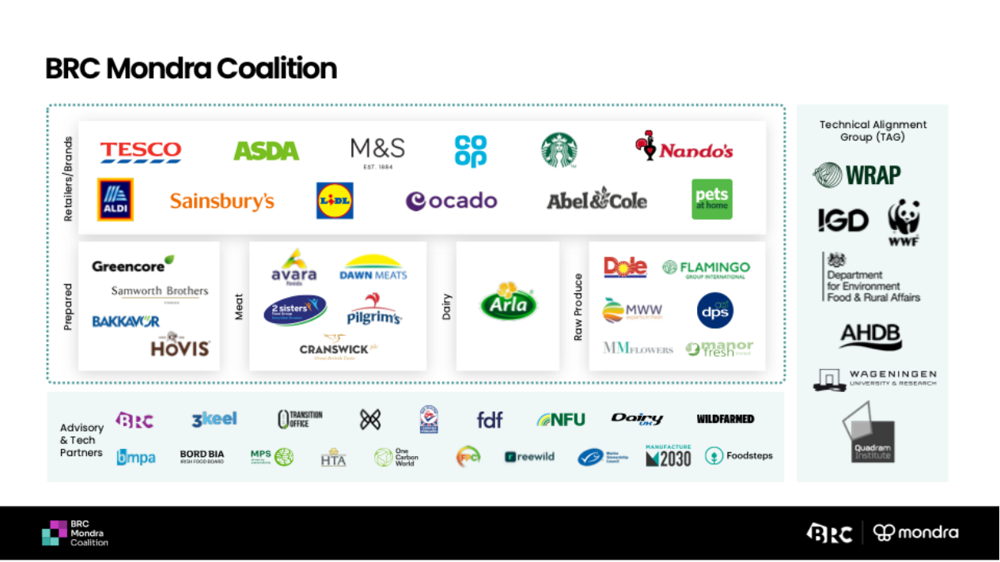 BRC Mondra Coalition
Retailers/Brands
TESCO
ASDA
M&S
EST. 1884
CO
OP
Nando's
ALDI
Sainsbury's
LIDL
ocado
Abel & Cole
pets
at home
Prepared
Greencore
Samworth Brothers
BAKKAVOR
HOVIS
Meat
avara
foods
DAWN MEATS
2 sisters
Food Group
Pilgrim's
CRANSWICK plc
Great British Taste
Dairy
Arla
Raw Produce
Dole
FLAMINGO
GROUP INTERNATIONAL
MWW
experts in fresh
dps
MM FLOWERS
manor
fresh
Technical Alignment
Group (TAG)
WRAP
IGD
WWF
Department
for Environment
Food & Rural Affairs
AHDB
WAGENINGEN
UNIVERSITY & RESEARCH
Quadram
Institute
Advisory
& Tech
Partners
BRC
3keel
TRANSITION
OFFICE
fdf
NFU
Dairy
UK
WILDFARMED
bmpa
BORD BIA
IRISH FOOD BOARD
MPS
HTA
One
Carbon
World
FPC
reewild
Marine
Stewardship
Council
MANUFACTURE
2030
Foodsteps
BRC
Mondra
Coalition
BRC
mondra